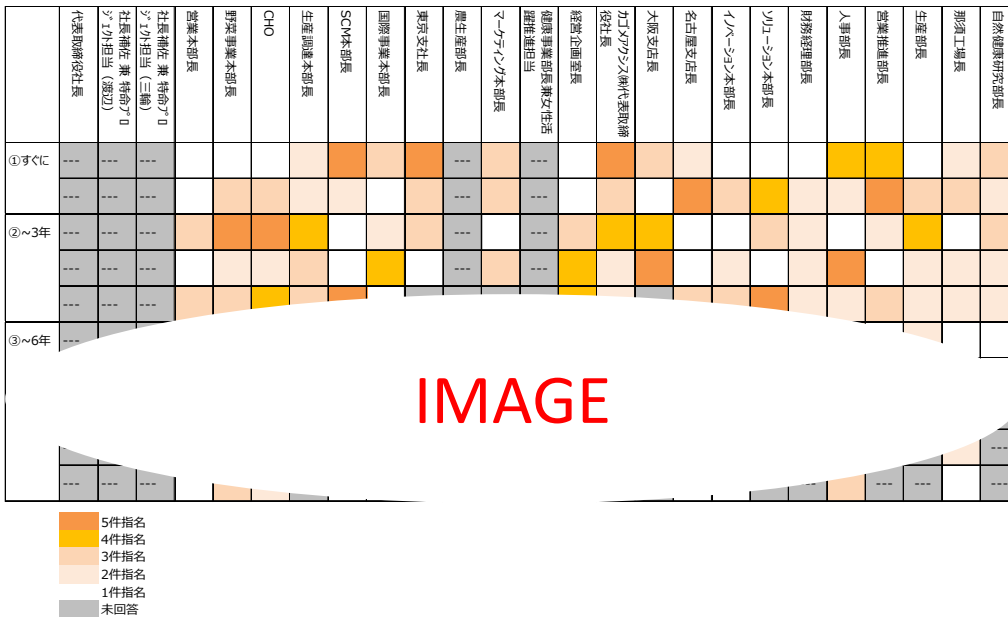 代表取締役社長
社長補佐 兼 特命ﾌﾟﾛ
ｼﾞｪｸﾄ担当（渡辺）
社長補佐 兼 特命ﾌﾟﾛ
ｼﾞｪｸﾄ担当（三輪）
営業本部長
野菜事業本部長
CHO
生産調達本部長
SCM本部長
国際事業本部長
東京支社長
農生産部長
マーケティング本部長
健康事業部長兼女性活
躍推進担当
経営企画室長
カゴメアクシス㈱代表取締
役社長
大阪支店長
名古屋支店長
イノベーション本部長
ソリューション本部長
財務経理部長
人事部長
営業推進部長
生産部長
那須工場長
自然健康研究部長
①すぐに --- --- --- --- ---
--- --- --- --- ---
②~3年 --- --- --- --- ---
--- --- --- --- ---
--- --- ---
③~6年 ---
IMAGE
---
--- --- --- --- --- ---
5件指名
4件指名
3件指名
2件指名
1件指名
未回答